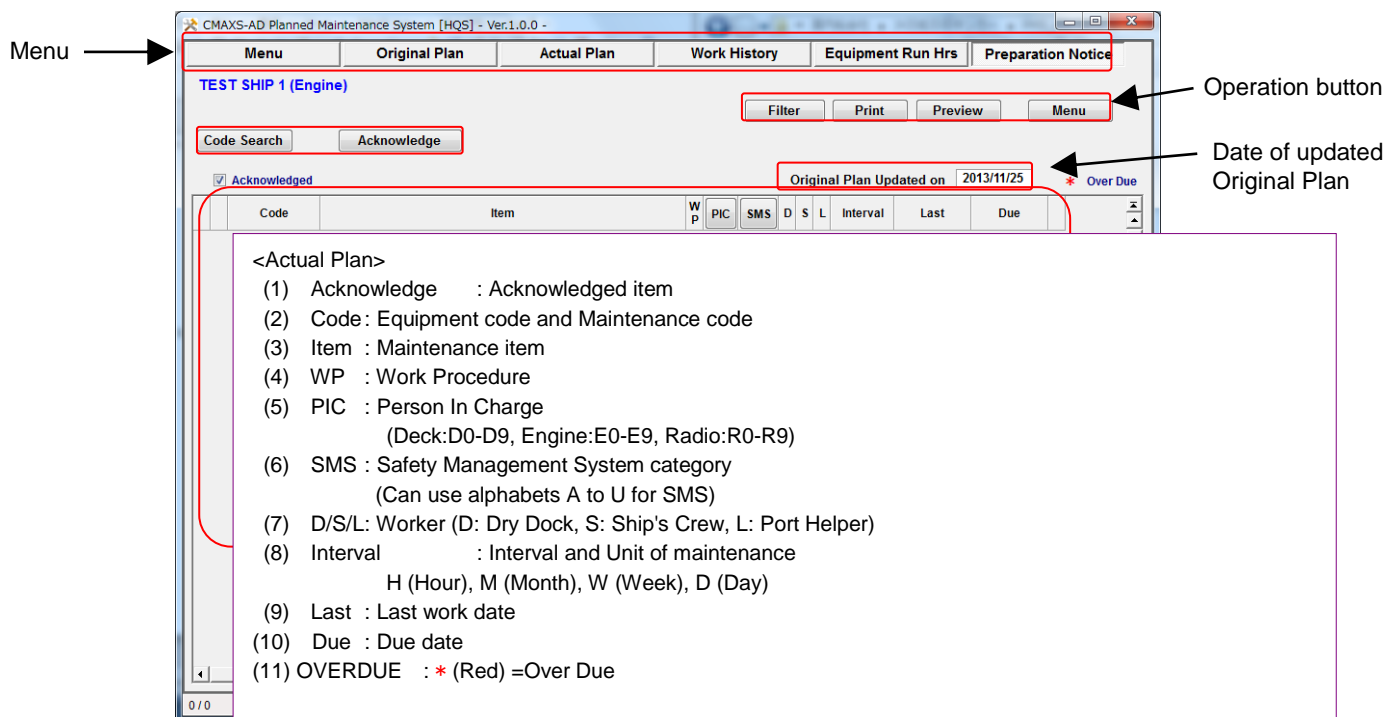 CMAXS-AD Planned Maintenance System [HQS] - Ver.1.0.0 -
Menu
Menu Original Plan Actual Plan Work History Equipment Run Hrs Preparation Notice
TEST SHIP 1 (Engine)
Operation button
Filter Print Preview Menu
Code Search Acknowledge
Date of updated
Original Plan
Acknowledged Original Plan Updated on 2013/11/25 * Over Due
Code Item WP PIC SMS D S L Interval Last Due
<Actual Plan>
(1) Acknowledge : Acknowledged item
(2) Code : Equipment code and Maintenance code
(3) Item : Maintenance item
(4) WP : Work Procedure
(5) PIC : Person In Charge
(Deck:D0-D9, Engine:E0-E9, Radio:R0-R9)
(6) SMS : Safety Management System category
(Can use alphabets A to U for SMS)
(7) D/S/L: Worker (D: Dry Dock, S: Ship's Crew, L: Port Helper)
(8) Interval : Interval and Unit of maintenance
H (Hour), M (Month), W (Week), D (Day)
(9) Last : Last work date
(10) Due : Due date
(11) OVERDUE : * (Red) =Over Due
0 / 0